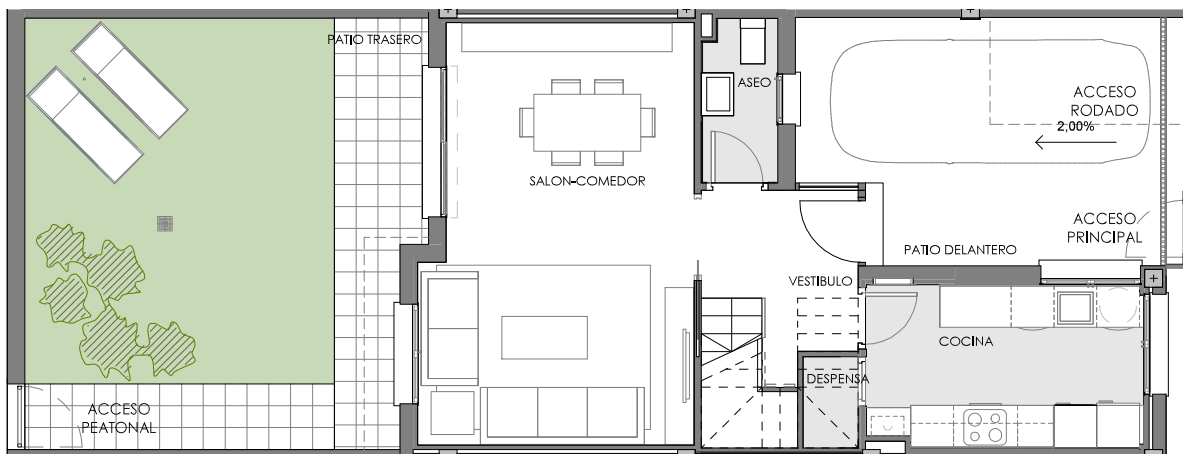 PATIO TRASERO
SALON-COMEDOR
ASEO
ACCESO
RODADO
2,00%
ACCESO
PRINCIPAL
PATIO DELANTERO
VESTIBULO
COCINA
DESPENSA
ACCESO
PEATONAL